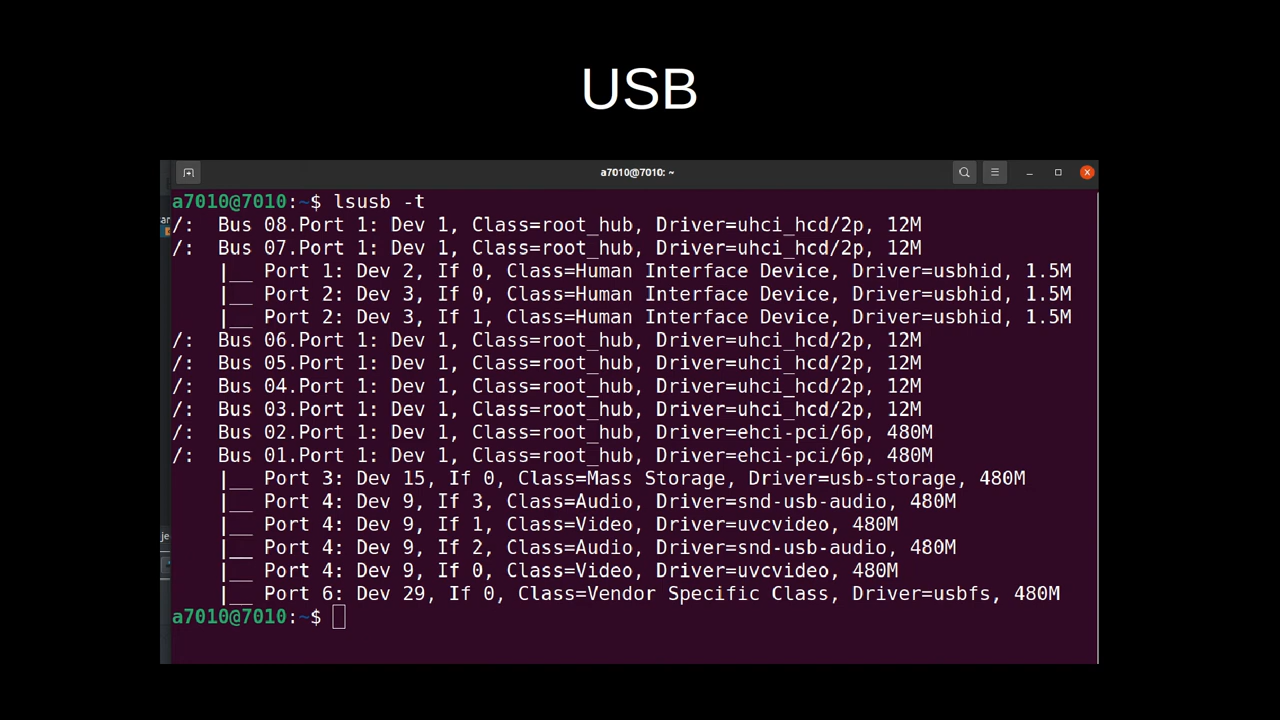 USB
a7010@7010: ~
a7010@7010:~$ lsusb -t
/:  Bus 08.Port 1: Dev 1, Class=root_hub, Driver=uhci_hcd/2p, 12M
/:  Bus 07.Port 1: Dev 1, Class=root_hub, Driver=uhci_hcd/2p, 12M
    |__ Port 1: Dev 2, If 0, Class=Human Interface Device, Driver=usbhid, 1.5M
    |__ Port 2: Dev 3, If 0, Class=Human Interface Device, Driver=usbhid, 1.5M
    |__ Port 2: Dev 3, If 1, Class=Human Interface Device, Driver=usbhid, 1.5M
/:  Bus 06.Port 1: Dev 1, Class=root_hub, Driver=uhci_hcd/2p, 12M
/:  Bus 05.Port 1: Dev 1, Class=root_hub, Driver=uhci_hcd/2p, 12M
/:  Bus 04.Port 1: Dev 1, Class=root_hub, Driver=uhci_hcd/2p, 12M
/:  Bus 03.Port 1: Dev 1, Class=root_hub, Driver=uhci_hcd/2p, 12M
/:  Bus 02.Port 1: Dev 1, Class=root_hub, Driver=ehci-pci/6p, 480M
/:  Bus 01.Port 1: Dev 1, Class=root_hub, Driver=ehci-pci/6p, 480M
    |__ Port 3: Dev 15, If 0, Class=Mass Storage, Driver=usb-storage, 480M
    |__ Port 4: Dev 9, If 3, Class=Audio, Driver=snd-usb-audio, 480M
    |__ Port 4: Dev 9, If 1, Class=Video, Driver=uvcvideo, 480M
    |__ Port 4: Dev 9, If 2, Class=Audio, Driver=snd-usb-audio, 480M
    |__ Port 4: Dev 9, If 0, Class=Video, Driver=uvcvideo, 480M
    |__ Port 6: Dev 29, If 0, Class=Vendor Specific Class, Driver=usbfs, 480M
a7010@7010:~$